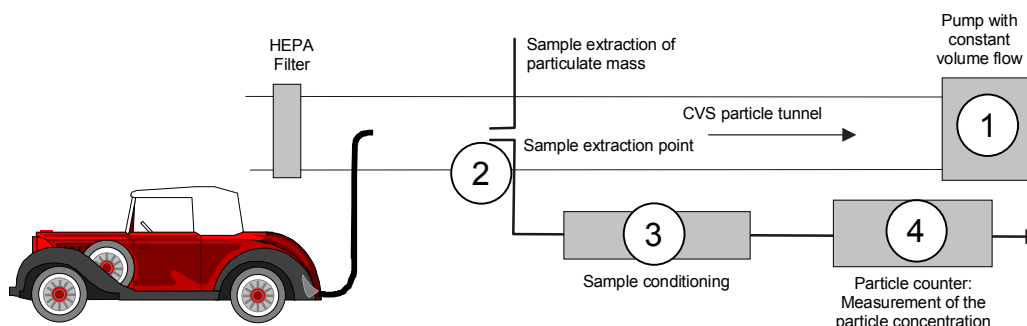 HEPA
Filter
Sample extraction of
particulate mass
Pump with
constant
volume flow
1
CVS particle tunnel
Sample extraction point
2
3
Sample conditioning
4
Particle counter:
Measurement of the
particle concentration